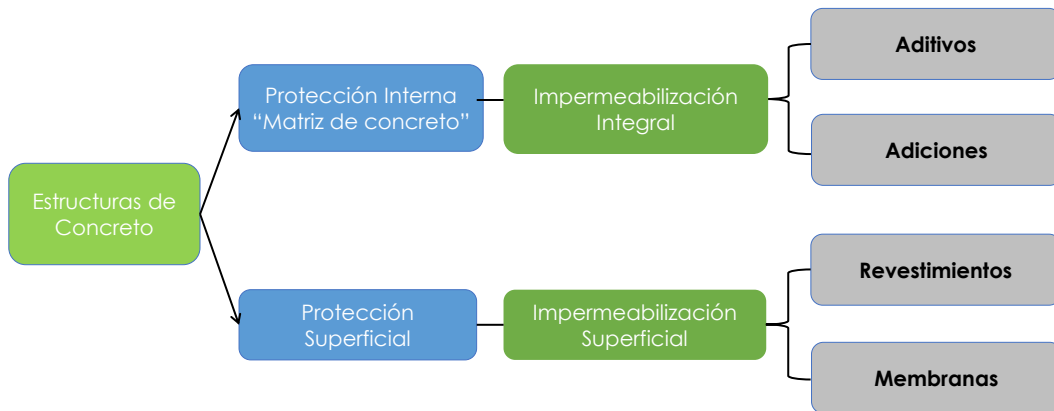 Estructuras de
Concreto
Protección Interna
“Matriz de concreto”
Impermeabilización
Integral
Aditivos
Adiciones
Protección
Superficial
Impermeabilización
Superficial
Revestimientos
Membranas